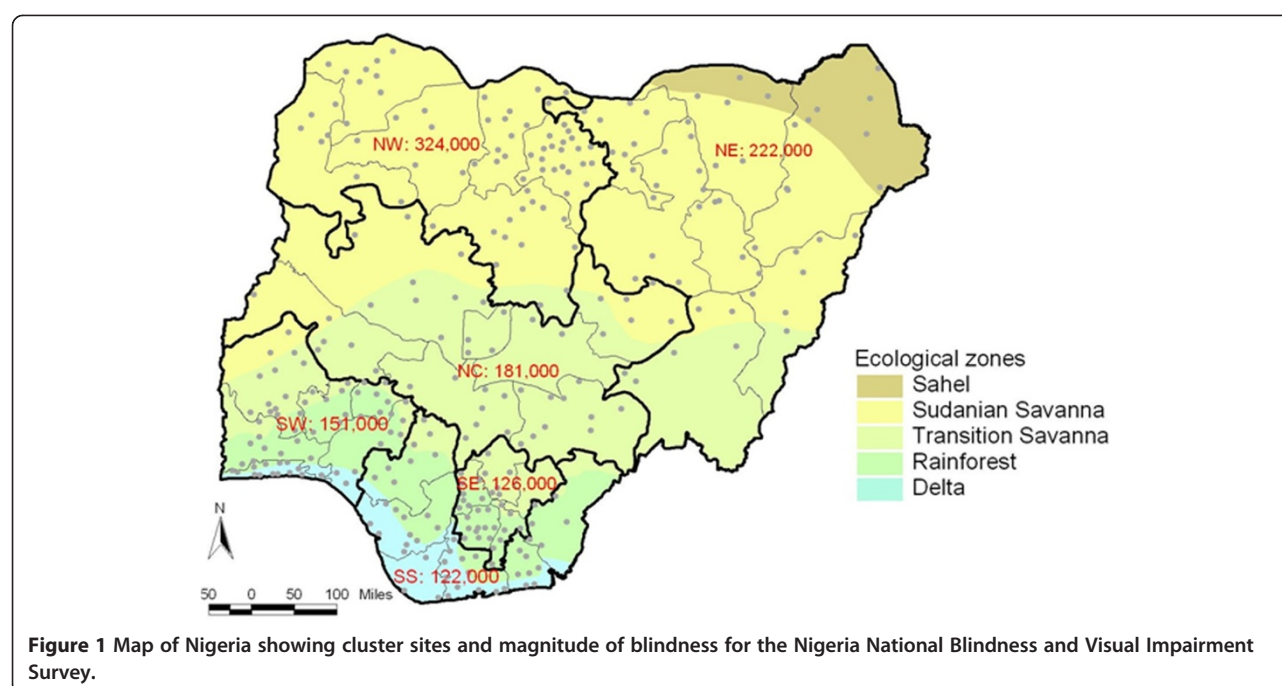 NW: 324,000
NE: 222,000
NC: 181,000
SW: 151,000
SE: 126,000
SS: 122,000
Ecological zones
Sahel
Sudanian Savanna
Transition Savanna
Rainforest
Delta
N
50 0 50 100 Miles
Figure 1 Map of Nigeria showing cluster sites and magnitude of blindness for the Nigeria National Blindness and Visual Impairment
Survey.